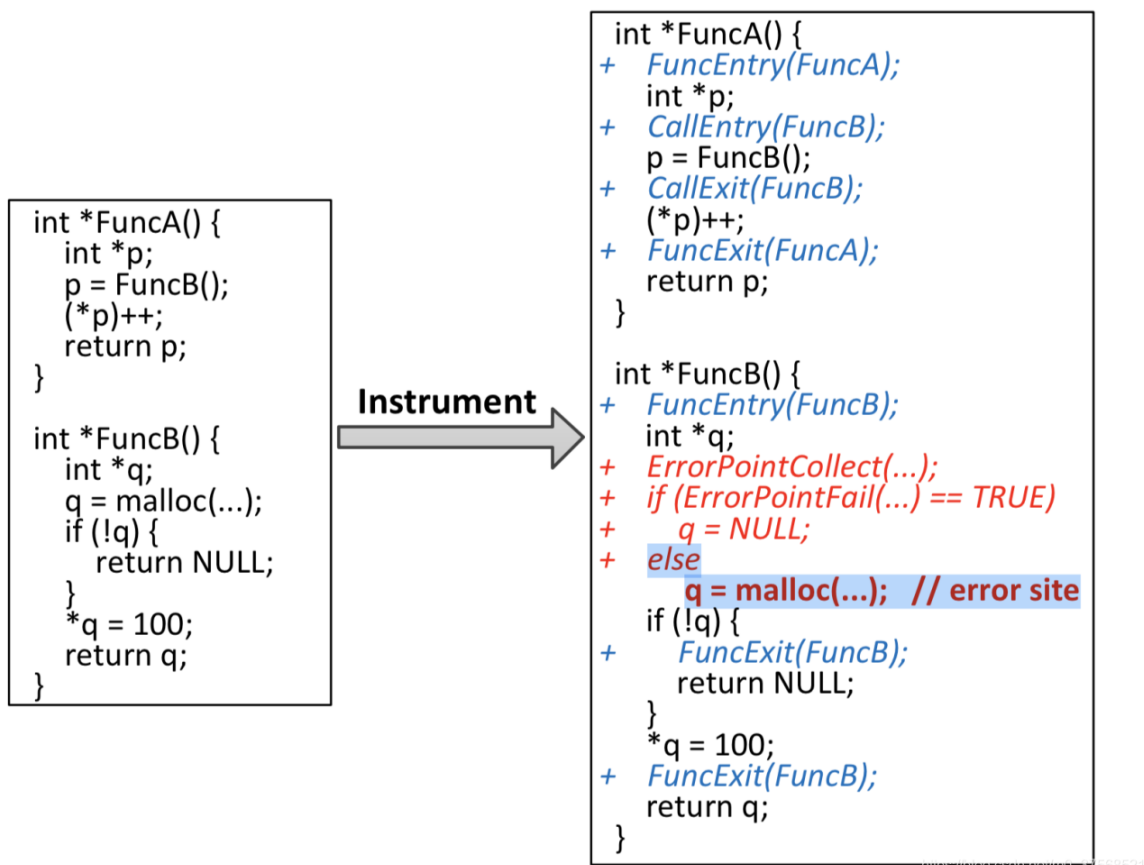 int *FuncA() {
int *p;
p = FuncB();
(*p)++;
return p;
}
int *FuncB() {
int *q;
q = malloc(...);
if (!q) {
return NULL;
}
*q = 100;
return q;
}
Instrument
int *FuncA() {
+ FuncEntry(FuncA);
int *p;
+ CallEntry(FuncB);
p = FuncB();
+ CallExit(FuncB);
(*p)++;
+ FuncExit(FuncA);
return p;
}
int *FuncB() {
+ FuncEntry(FuncB);
int *q;
+ ErrorPointCollect(...);
+ if (ErrorPointFail(...) == TRUE)
+ q = NULL;
+ else
q = malloc(...); // error site
if (!q) {
+ FuncExit(FuncB);
return NULL;
}
*q = 100;
+ FuncExit(FuncB);
return q;
}